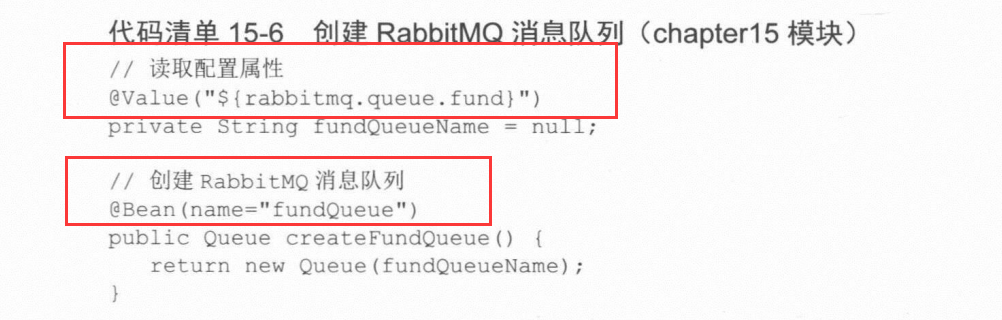 代码清单 15-6 创建 RabbitMQ 消息队列（chapter15 模块）
// 读取配置属性
@Value("${rabbitmq.queue.fund}")
private String fundQueueName = null;
// 创建 RabbitMQ 消息队列
@Bean(name="fundQueue")
public Queue createFundQueue() {
return new Queue(fundQueueName);
}